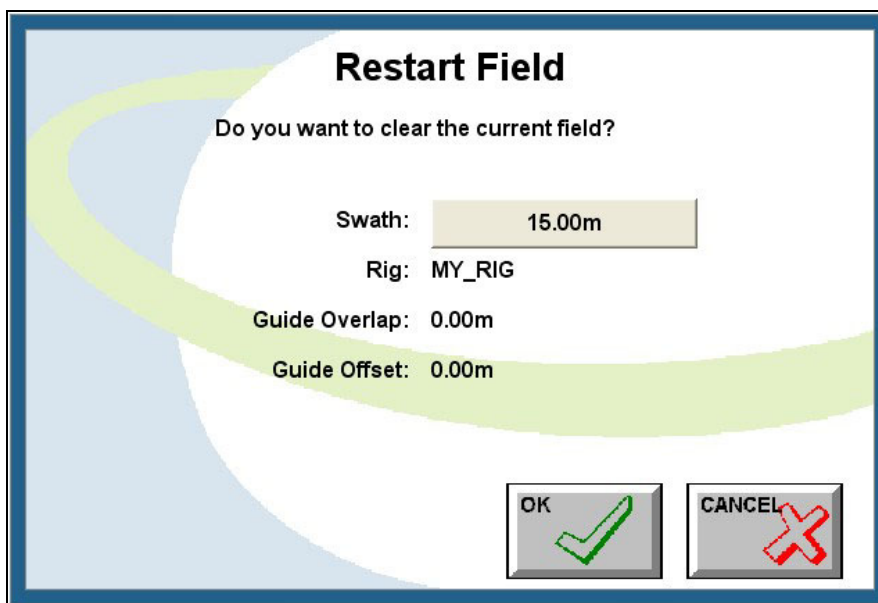 Restart Field
Do you want to clear the current field?
Swath: 15.00m
Rig: MY_RIG
Guide Overlap: 0.00m
Guide Offset: 0.00m
OK CANCEL